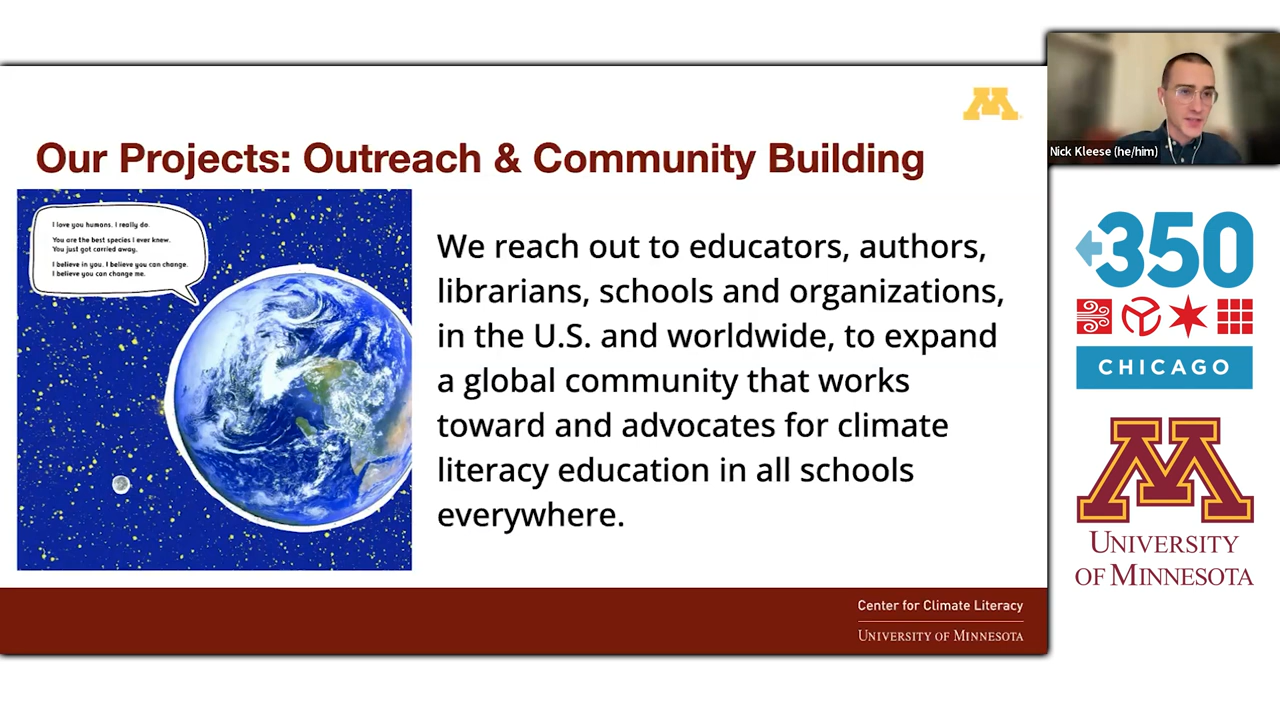 Our Projects: Outreach & Community Building
I love you humans. I really do.
You are the best species I ever knew.
You just got carried away.
I believe in you. I believe you can change.
I believe you can change me.
We reach out to educators, authors,
librarians, schools and organizations,
in the U.S. and worldwide, to expand
a global community that works
toward and advocates for climate
literacy education in all schools
everywhere.
Center for Climate Literacy
UNIVERSITY OF MINNESOTA
Nick Kleese (he/him)
350
CHICAGO
M
UNIVERSITY
OF MINNESOTA